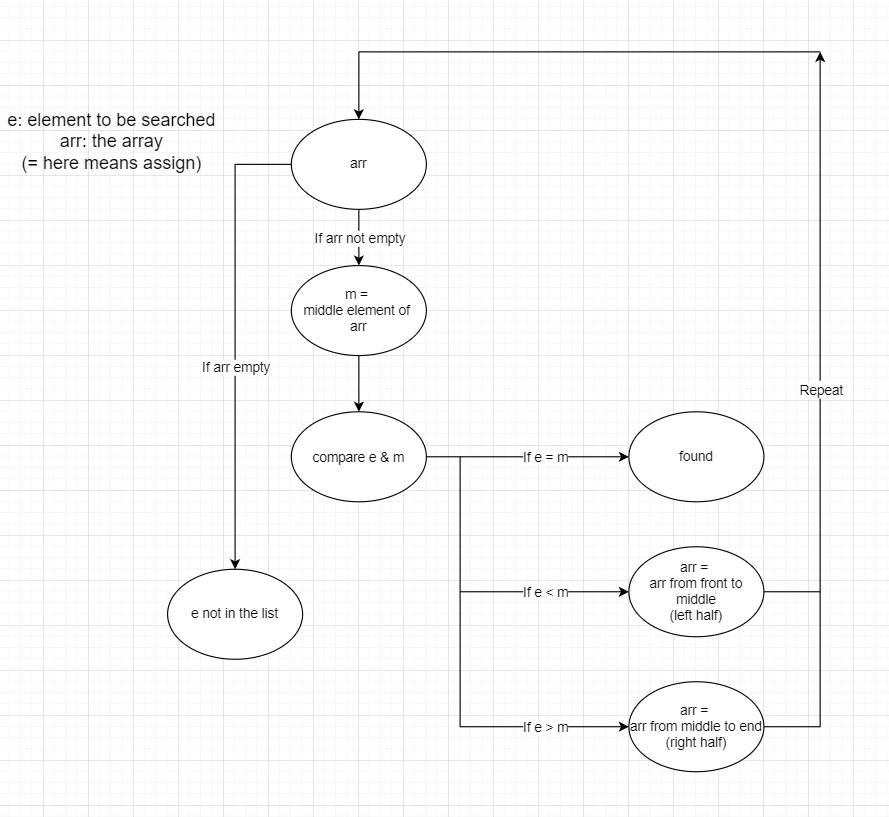 e: element to be searched
arr: the array
(= here means assign)
arr
If arr not empty
m =
middle element of
arr
If arr empty
Repeat
compare e & m
If e = m
found
arr =
arr from front to
middle
(left half)
If e < m
e not in the list
arr =
arr from middle to end
(right half)
If e > m